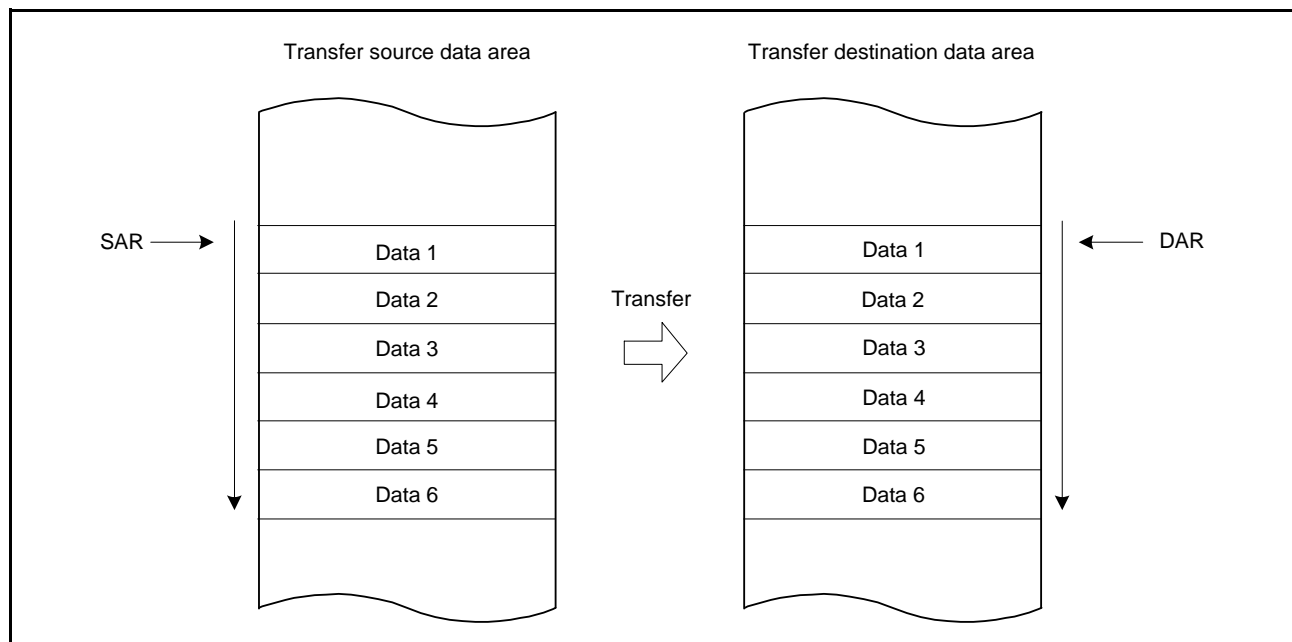 Transfer source data area
Transfer destination data area
SAR
Data 1
Data 2
Data 3
Data 4
Data 5
Data 6
Transfer
Data 1
Data 2
Data 3
Data 4
Data 5
Data 6
DAR